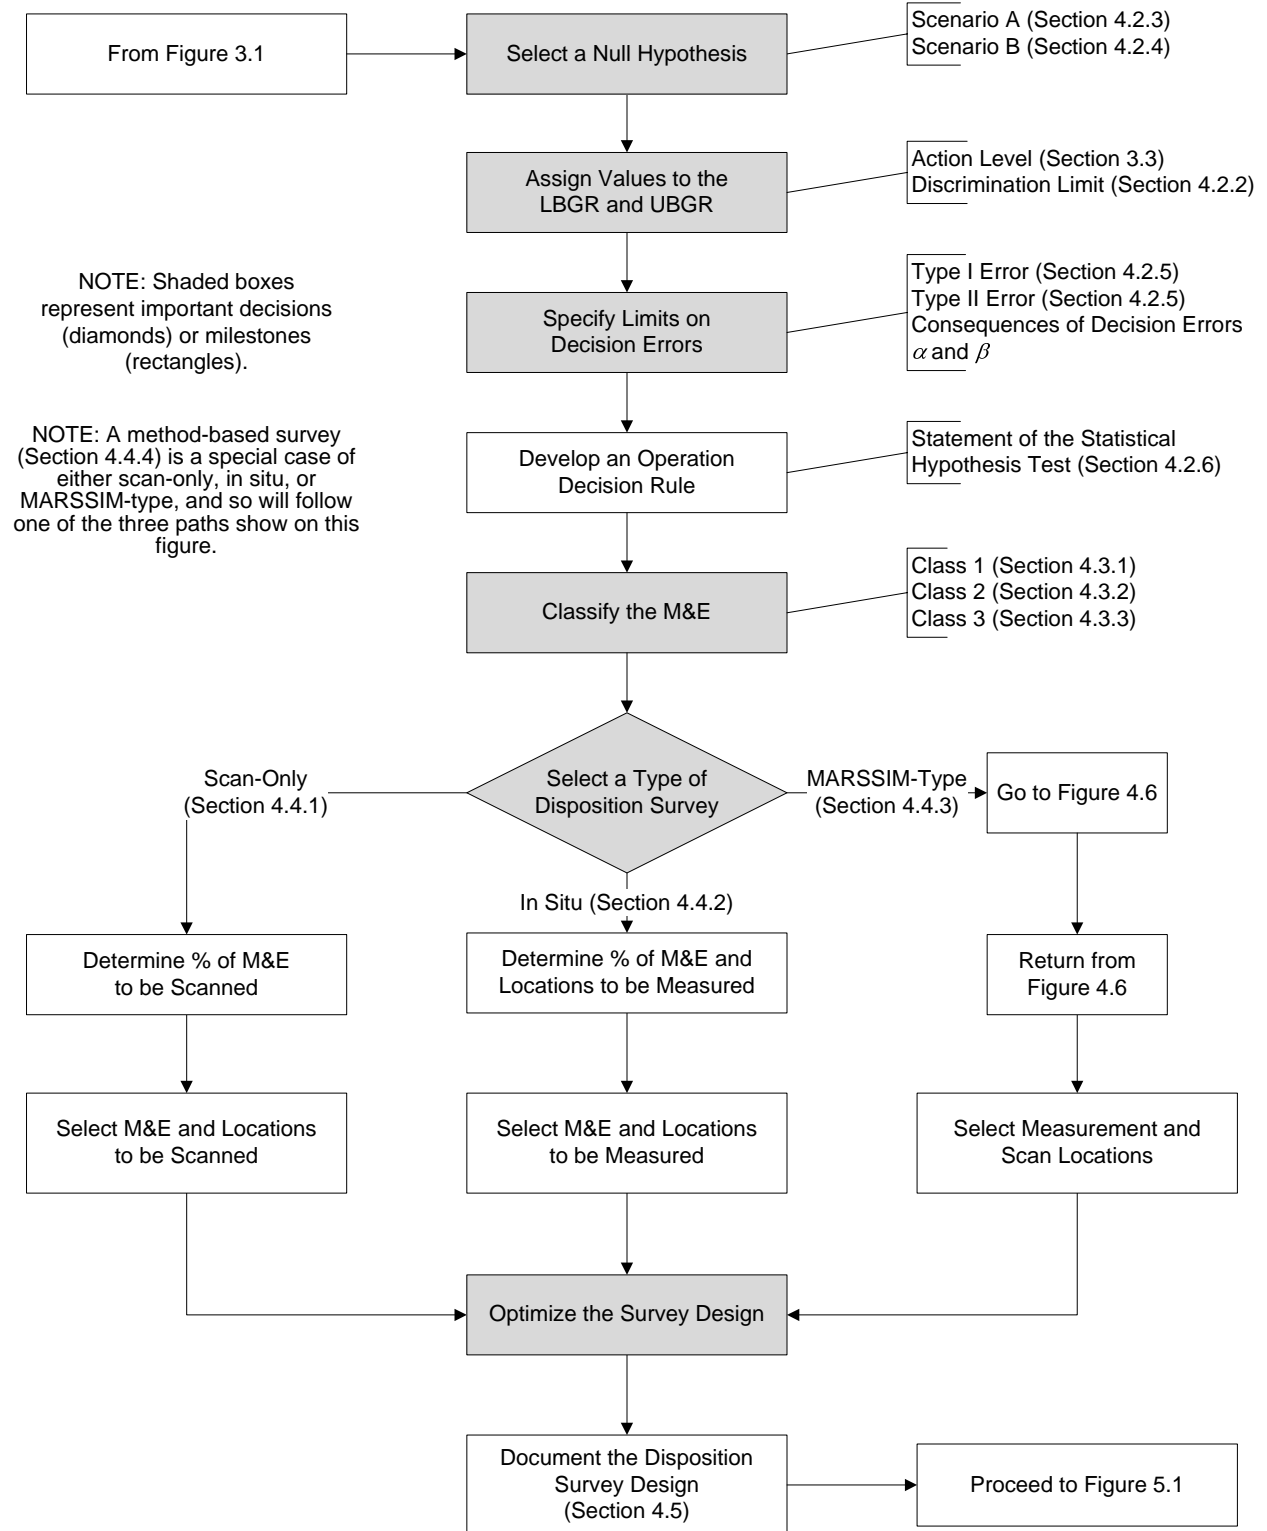 From Figure 3.1
Select a Null Hypothesis
Scenario A (Section 4.2.3)
Scenario B (Section 4.2.4)
Assign Values to the
LBGR and UBGR
Action Level (Section 3.3)
Discrimination Limit (Section 4.2.2)
NOTE: Shaded boxes
represent important decisions
(diamonds) or milestones
(rectangles).
Specify Limits on
Decision Errors
Type I Error (Section 4.2.5)
Type II Error (Section 4.2.5)
Consequences of Decision Errors
α and β
NOTE: A method-based survey
(Section 4.4.4) is a special case of
either scan-only, in situ, or
MARSSIM-type, and so will follow
one of the three paths show on this
figure.
Develop an Operation
Decision Rule
Statement of the Statistical
Hypothesis Test (Section 4.2.6)
Classify the M&E
Class 1 (Section 4.3.1)
Class 2 (Section 4.3.2)
Class 3 (Section 4.3.3)
Select a Type of
Disposition Survey
Scan-Only
(Section 4.4.1)
MARSSIM-Type
(Section 4.4.3)
Go to Figure 4.6
In Situ (Section 4.4.2)
Determine % of M&E
to be Scanned
Determine % of M&E and
Locations to be Measured
Return from
Figure 4.6
Select M&E and Locations
to be Scanned
Select M&E and Locations
to be Measured
Select Measurement and
Scan Locations
Optimize the Survey Design
Document the Disposition
Survey Design
(Section 4.5)
Proceed to Figure 5.1